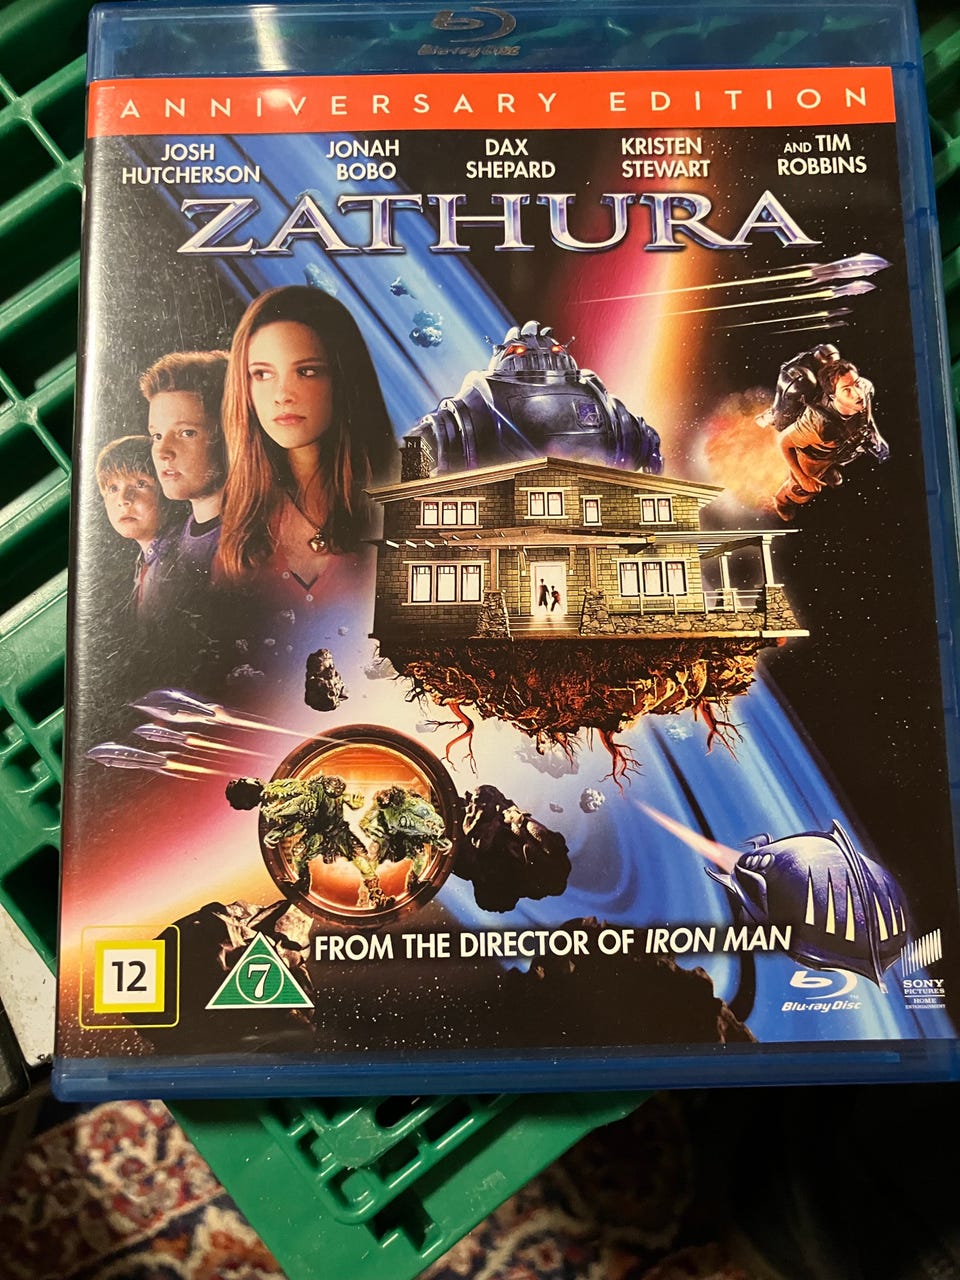 Blu-ray Disc
ANNIVERSARY EDITION
JOSH
HUTCHERSON
JONAH
BOBO
DAX
SHEPARD
KRISTEN
STEWART
AND TIM
ROBBINS
ZATHURA
12
7
FROM THE DIRECTOR OF IRON MAN
Blu-ray Disc
SONY
PICTURES
HOME
ENTERTAINMENT